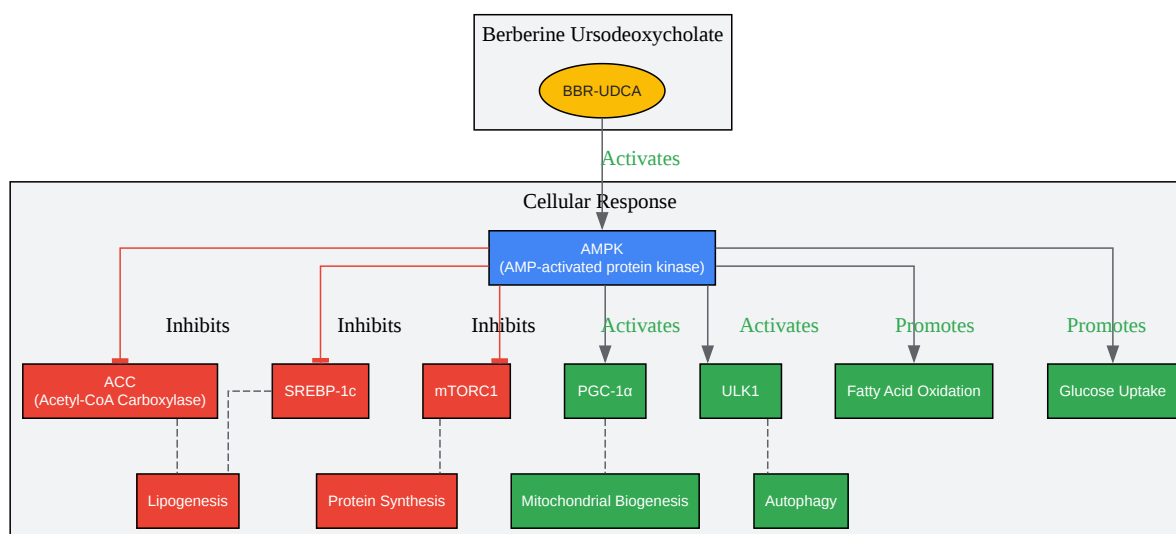 Berberine Ursodeoxycholate
BBR-UDCA
Activates
Cellular Response
AMPK
(AMP-activated protein kinase)
Inhibits
Inhibits
Inhibits
Activates
Activates
Promotes
Promotes
ACC
(Acetyl-CoA Carboxylase)
SREBP-1c
mTORC1
PGC-1α
ULK1
Fatty Acid Oxidation
Glucose Uptake
Lipogenesis
Protein Synthesis
Mitochondrial Biogenesis
Autophagy